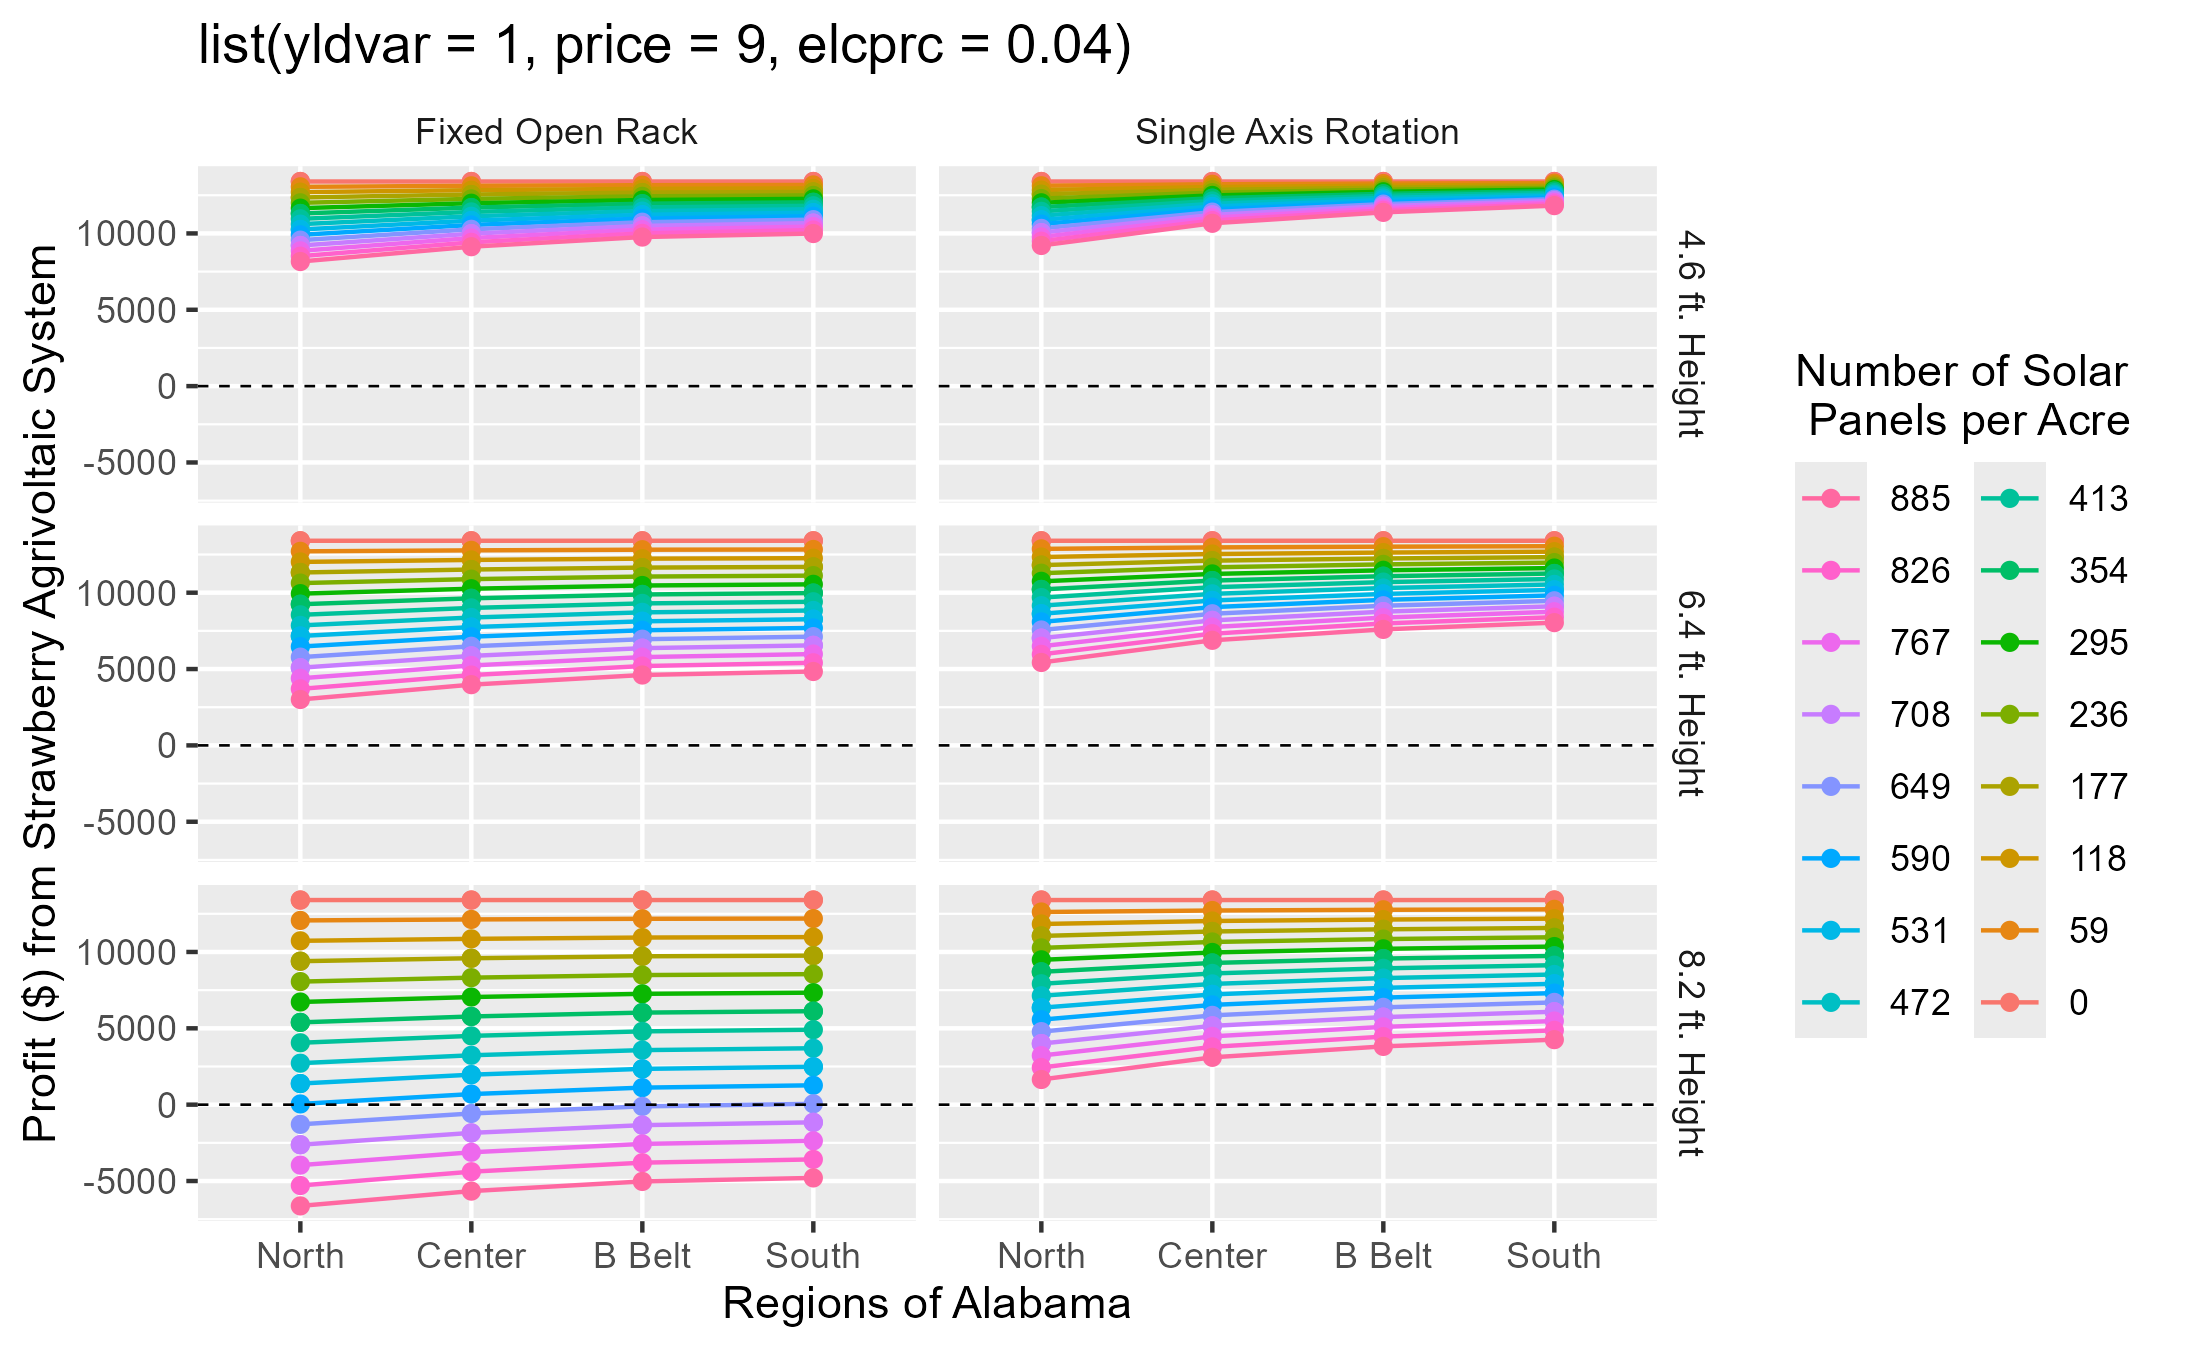 list(yldvar = 1, price = 9, elcprc = 0.04)
Fixed Open Rack
Single Axis Rotation
Profit ($) from Strawberry Agrivoltaic System
10000
5000
0
-5000
4.6 ft. Height
10000
5000
0
-5000
6.4 ft. Height
10000
5000
0
-5000
8.2 ft. Height
North Center B Belt South
North Center B Belt South
Regions of Alabama
Number of Solar
Panels per Acre
885 413
826 354
767 295
708 236
649 177
590 118
531 59
472 0